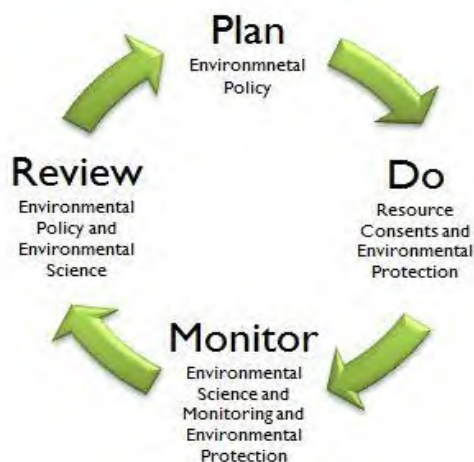 Plan
Environmnetal
Policy
Do
Resource
Consents and
Environmental
Protection
Monitor
Environmental
Science and
Monitoring and
Environmental
Protection
Review
Environmental
Policy and
Environmental
Science